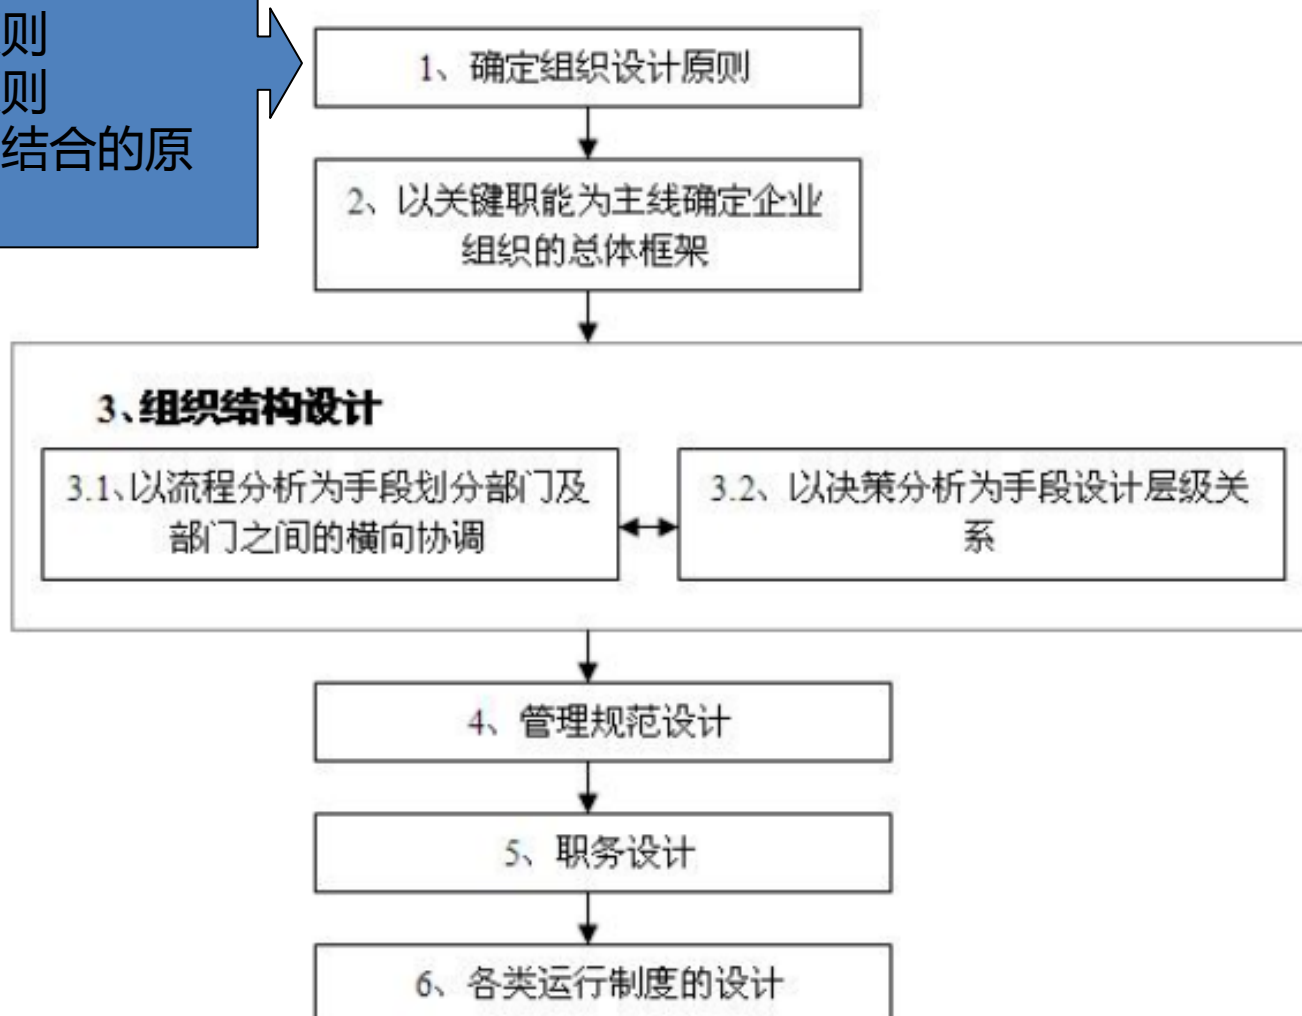 则
则
结合的原
1、确定组织设计原则
2、以关键职能为主线确定企业
组织的总体框架
3、组织结构设计
3.1、以流程分析为手段划分部门及
部门之间的横向协调
3.2、以决策分析为手段设计层级关
系
4、管理规范设计
5、职务设计
6、各类运行制度的设计